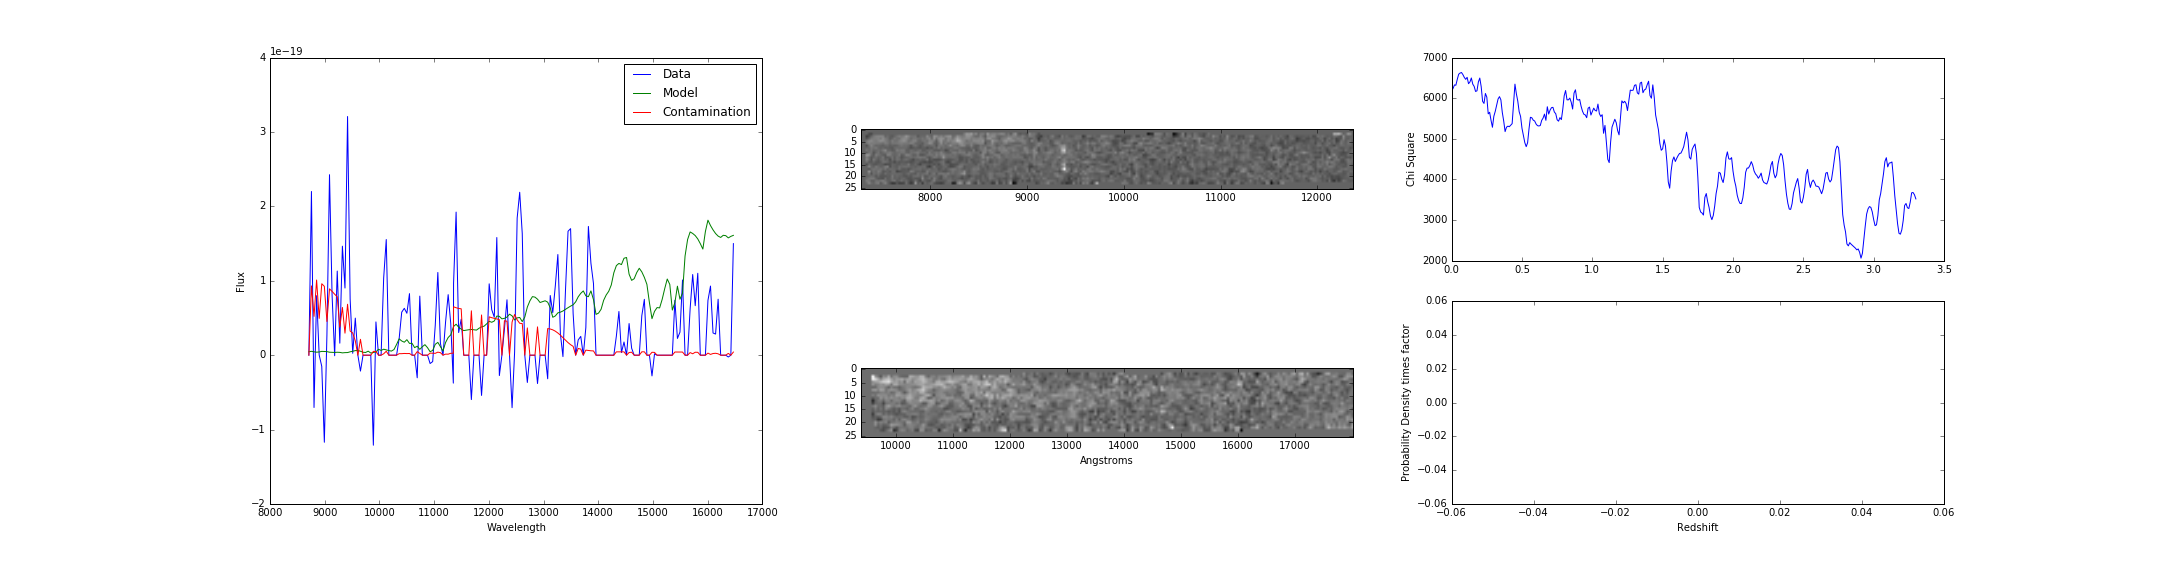 1e−19
4
3
2
1
0
−1
−2
Flux
8000 9000 10000 11000 12000 13000 14000 15000 16000 17000
Wavelength
Data
Model
Contamination
0
5
10
15
20
25
8000 9000 10000 11000 12000
0
5
10
15
20
25
10000 11000 12000 13000 14000 15000 16000 17000
Angstroms
7000
6000
5000
4000
3000
2000
Chi Square
0.0 0.5 1.0 1.5 2.0 2.5 3.0 3.5
0.06
0.04
0.02
0.00
−0.02
−0.04
−0.06
Probability Density times factor
−0.06 −0.04 −0.02 0.00 0.02 0.04 0.06
Redshift